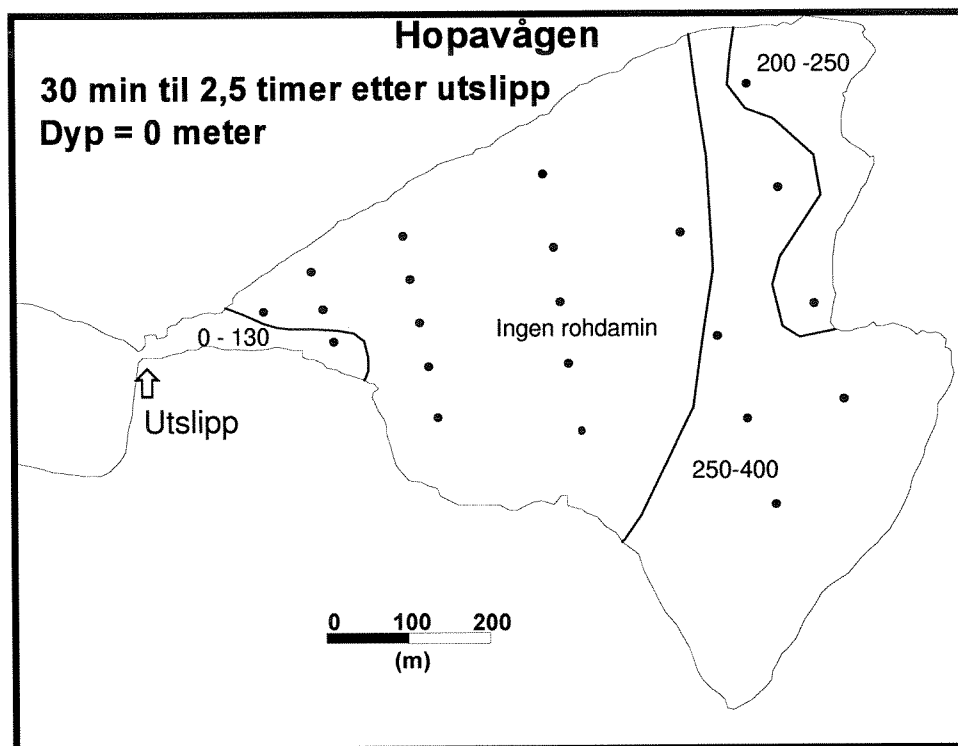 Hopavågen
30 min til 2,5 timer etter utslipp
Dyp = 0 meter
200 -250
Ingen rohdamin
0 - 130
Utslipp
250-400
0 100 200
(m)